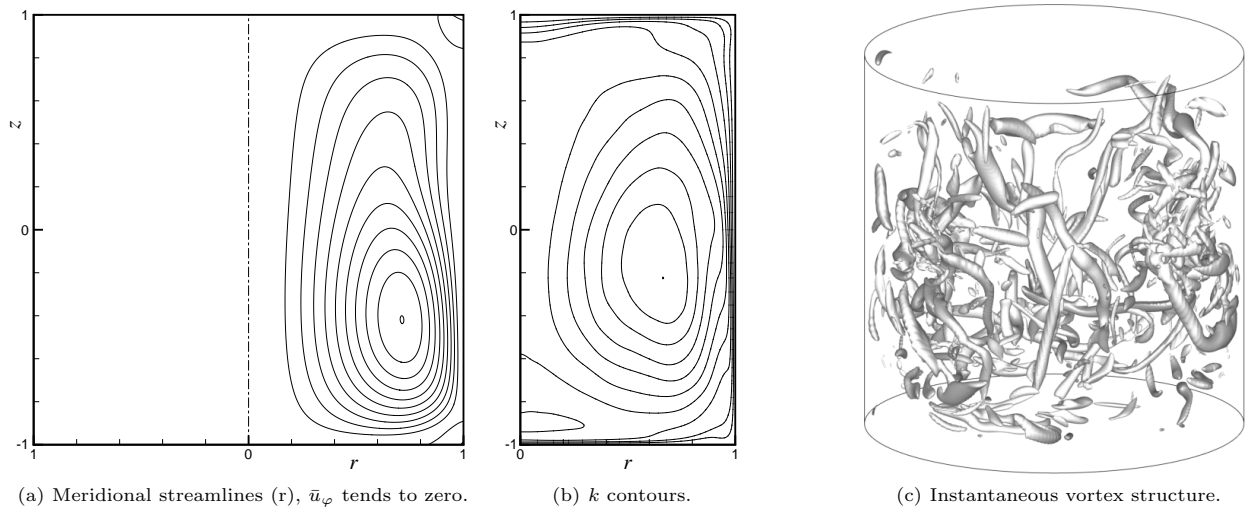 1
z
0
-1
1
0
r
1
1
z
0
-1
0
r
1
(a) Meridional streamlines (r), ūφ tends to zero.
(b) k contours.
(c) Instantaneous vortex structure.